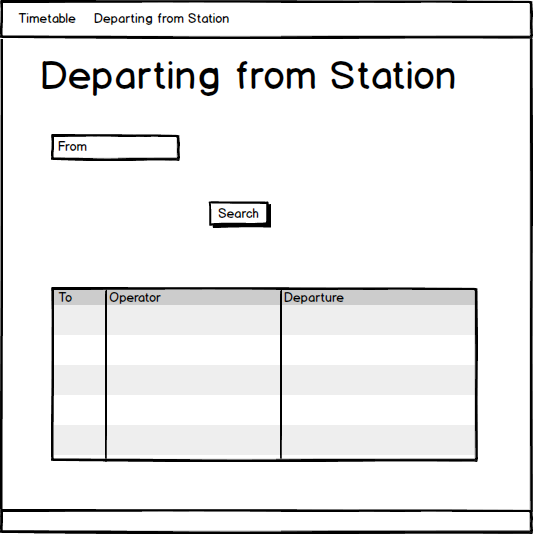 Timetable Departing from Station
Departing from Station
From
Search
To Operator Departure